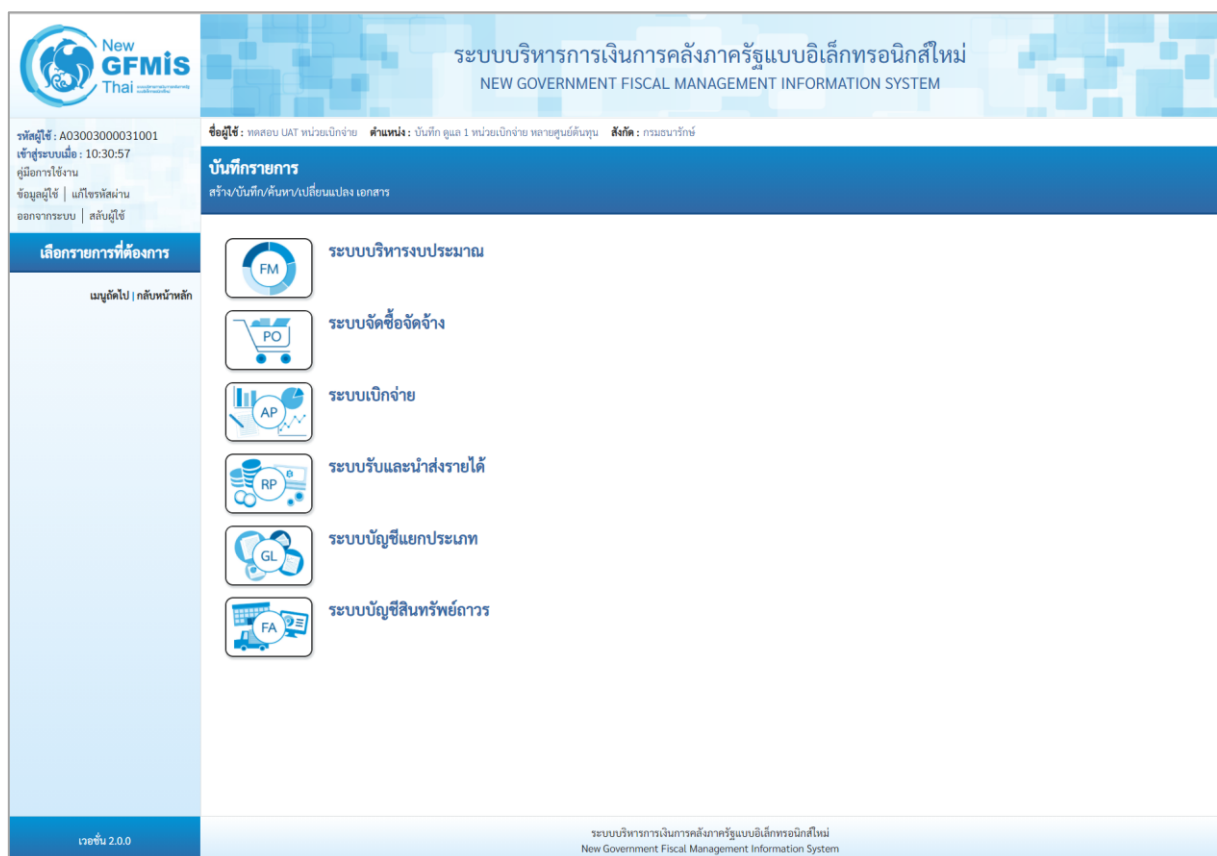 New
GFMIS
Thai
ระบบบริหารการเงินการคลังภาครัฐแบบอิเล็กทรอนิกส์ใหม่
NEW GOVERNMENT FISCAL MANAGEMENT INFORMATION SYSTEM
รหัสผู้ใช้ : A03003000031001
เข้าสู่ระบบเมื่อ : 10:30:57
คู่มือการใช้งาน
ข้อมูลผู้ใช้ | แก้ไขรหัสผ่าน
ออกจากระบบ | สลับผู้ใช้
ชื่อผู้ใช้ : ทดสอบ UAT หน่วยเบิกจ่าย ตำแหน่ง : บันทึก ดูแล 1 หน่วยเบิกจ่าย หลายศูนย์ต้นทุน สังกัด : กรมธนารักษ์
บันทึกรายการ
สร้าง/บันทึก/ค้นหา/เปลี่ยนแปลง เอกสาร
เลือกรายการที่ต้องการ
เมนูถัดไป | กลับหน้าหลัก
FM ระบบบริหารงบประมาณ
PO ระบบจัดซื้อจัดจ้าง
AP ระบบเบิกจ่าย
RP ระบบรับและนำส่งรายได้
GL ระบบบัญชีแยกประเภท
FA ระบบบัญชีสินทรัพย์ถาวร
เวอชั่น 2.0.0
ระบบบริหารการเงินการคลังภาครัฐแบบอิเล็กทรอนิกส์ใหม่
New Government Fiscal Management Information System